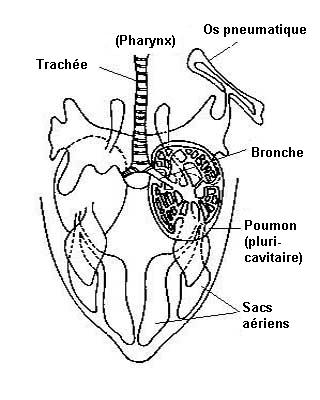 Os pneumatique
(Pharynx)
Trachée
Bronche
Poumon
(pluri-
cavitaire)
Sacs
aériens